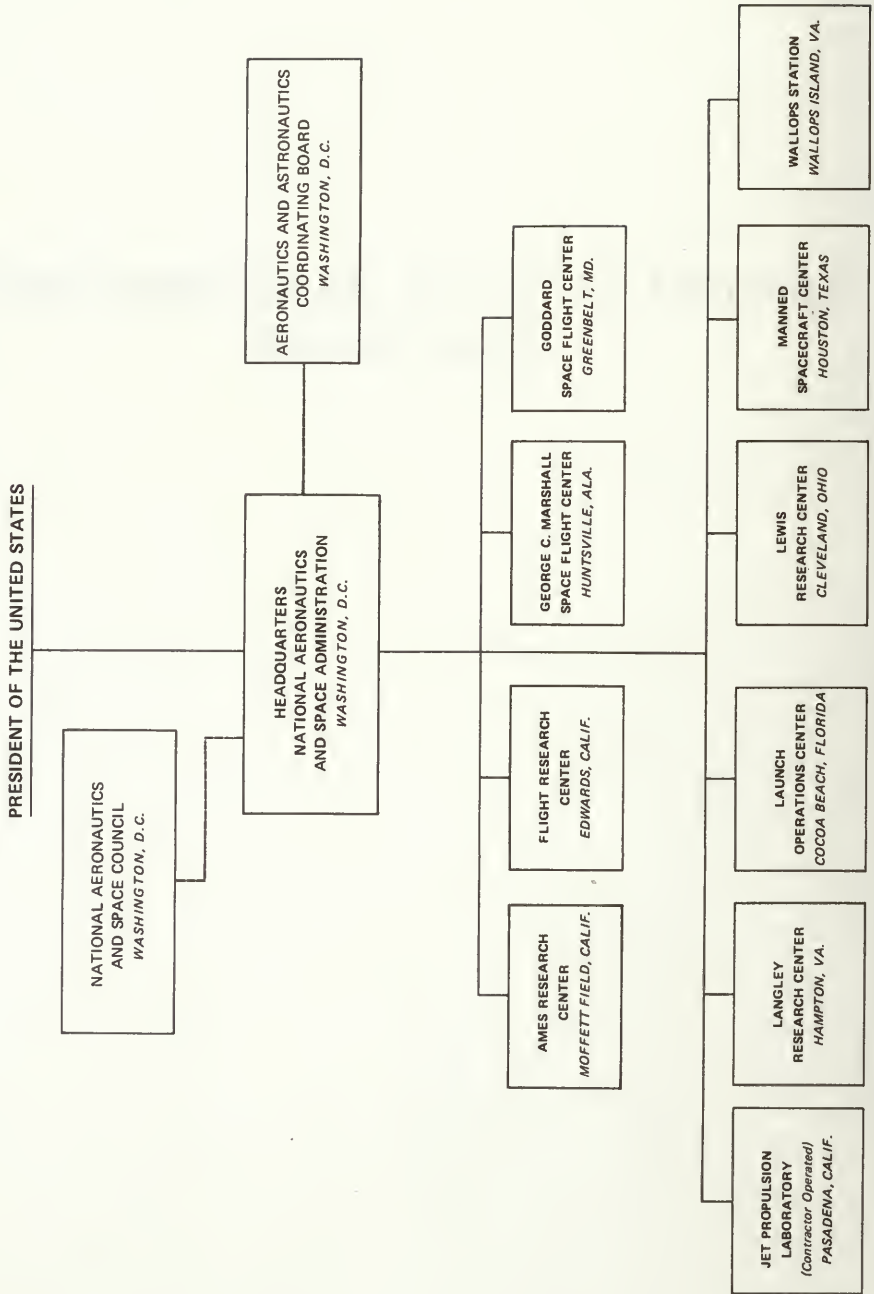 PRESIDENT OF THE UNITED STATES
NATIONAL AERONAUTICS
AND SPACE COUNCIL
WASHINGTON, D.C.
HEADQUARTERS
NATIONAL AERONAUTICS
AND SPACE ADMINISTRATION
WASHINGTON, D.C.
AERONAUTICS AND ASTRONAUTICS
COORDINATING BOARD
WASHINGTON, D.C.
AMES RESEARCH
CENTER
MOFFETT FIELD, CALIF.
FLIGHT RESEARCH
CENTER
EDWARDS, CALIF.
GEORGE C. MARSHALL
SPACE FLIGHT CENTER
HUNTSVILLE, ALA.
GODDARD
SPACE FLIGHT CENTER
GREENBELT, MD.
JET PROPULSION
LABORATORY
(Contractor Operated)
PASADENA, CALIF.
LANGLEY
RESEARCH CENTER
HAMPTON, VA.
LAUNCH
OPERATIONS CENTER
COCOA BEACH, FLORIDA
LEWIS
RESEARCH CENTER
CLEVELAND, OHIO
MANNED
SPACECRAFT CENTER
HOUSTON, TEXAS
WALLOPS STATION
WALLOPS ISLAND, VA.